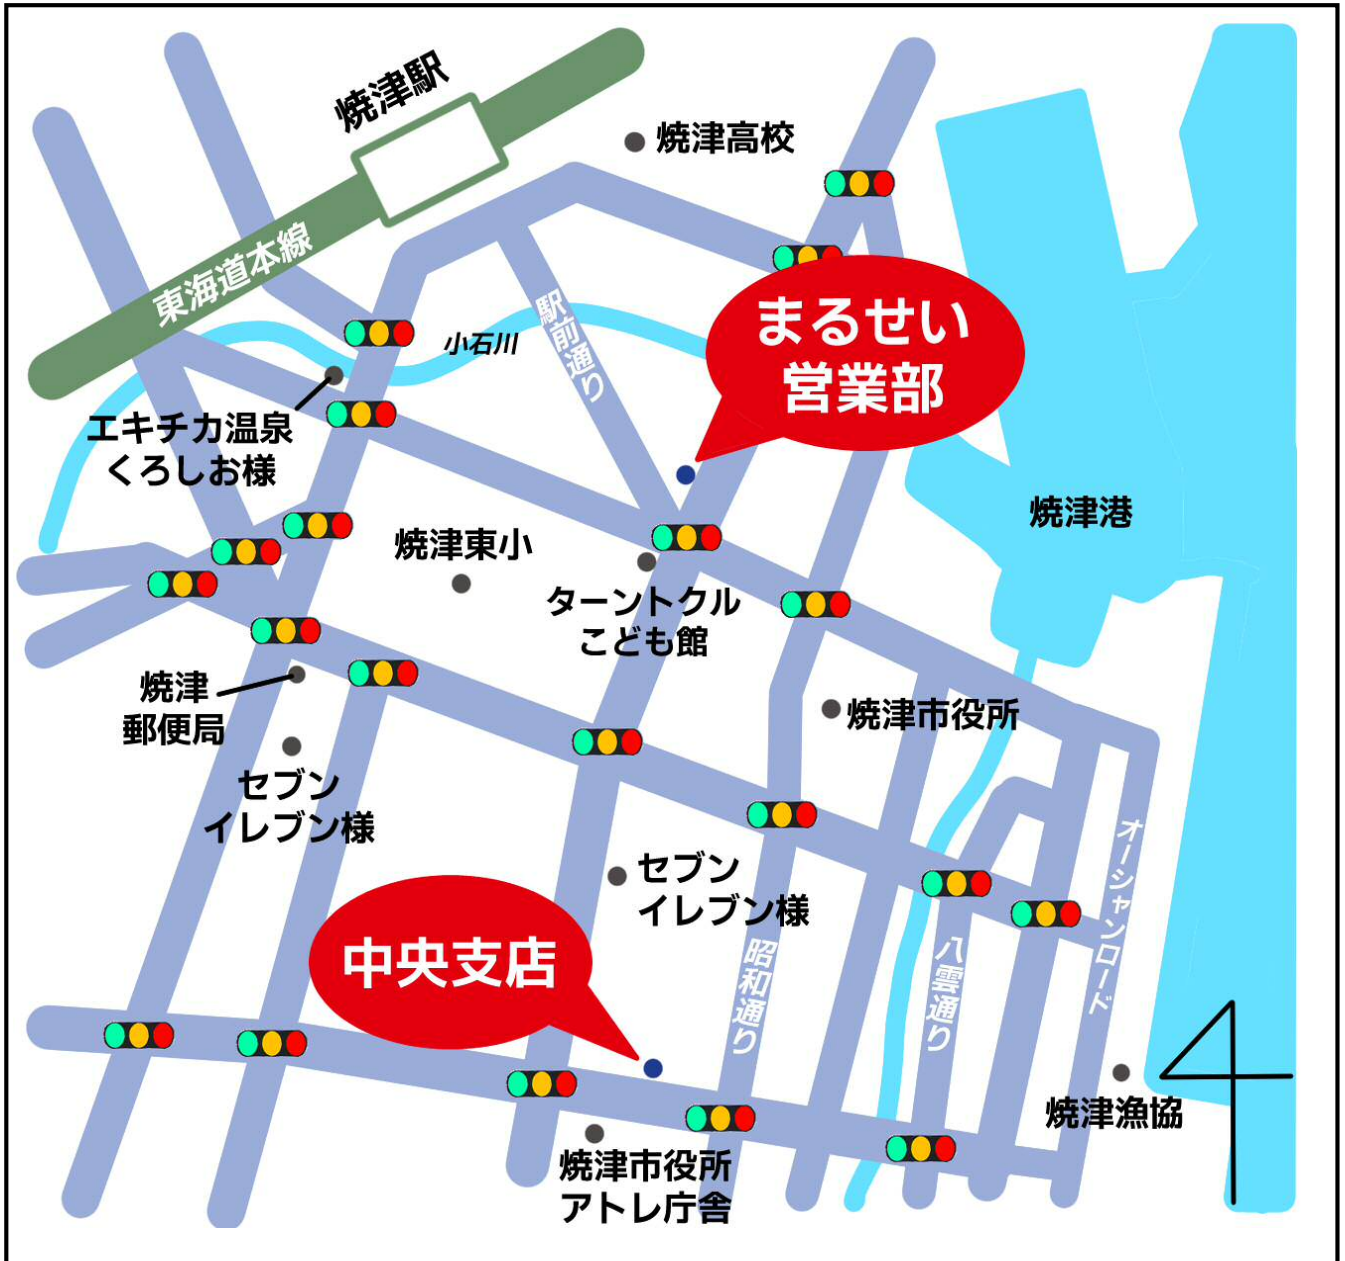 焼津駅
焼津高校
東海道本線
まるせい
営業部
小石川
駅前通り
エキチカ温泉
くろしお様
焼津港
焼津東小
ターントクル
こども館
焼津
郵便局
焼津市役所
セブン
イレブン様
セブン
イレブン様
オーシャンロード
中央支店
昭和通り
八雲通り
焼津漁協
焼津市役所
アトレ庁舎